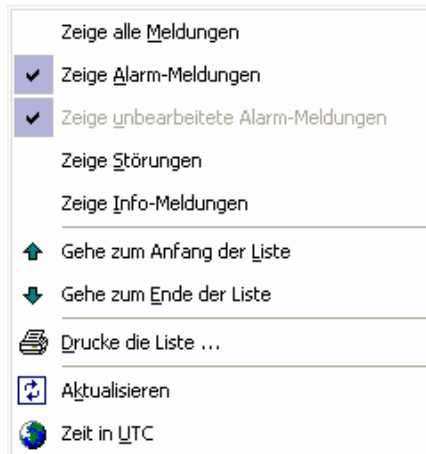 Zeige alle Meldungen
Zeige Alarm-Meldungen
Zeige unbearbeitete Alarm-Meldungen
Zeige Störungen
Zeige Info-Meldungen
Gehe zum Anfang der Liste
Gehe zum Ende der Liste
Drucke die Liste ...
Aktualisieren
Zeit in UTC